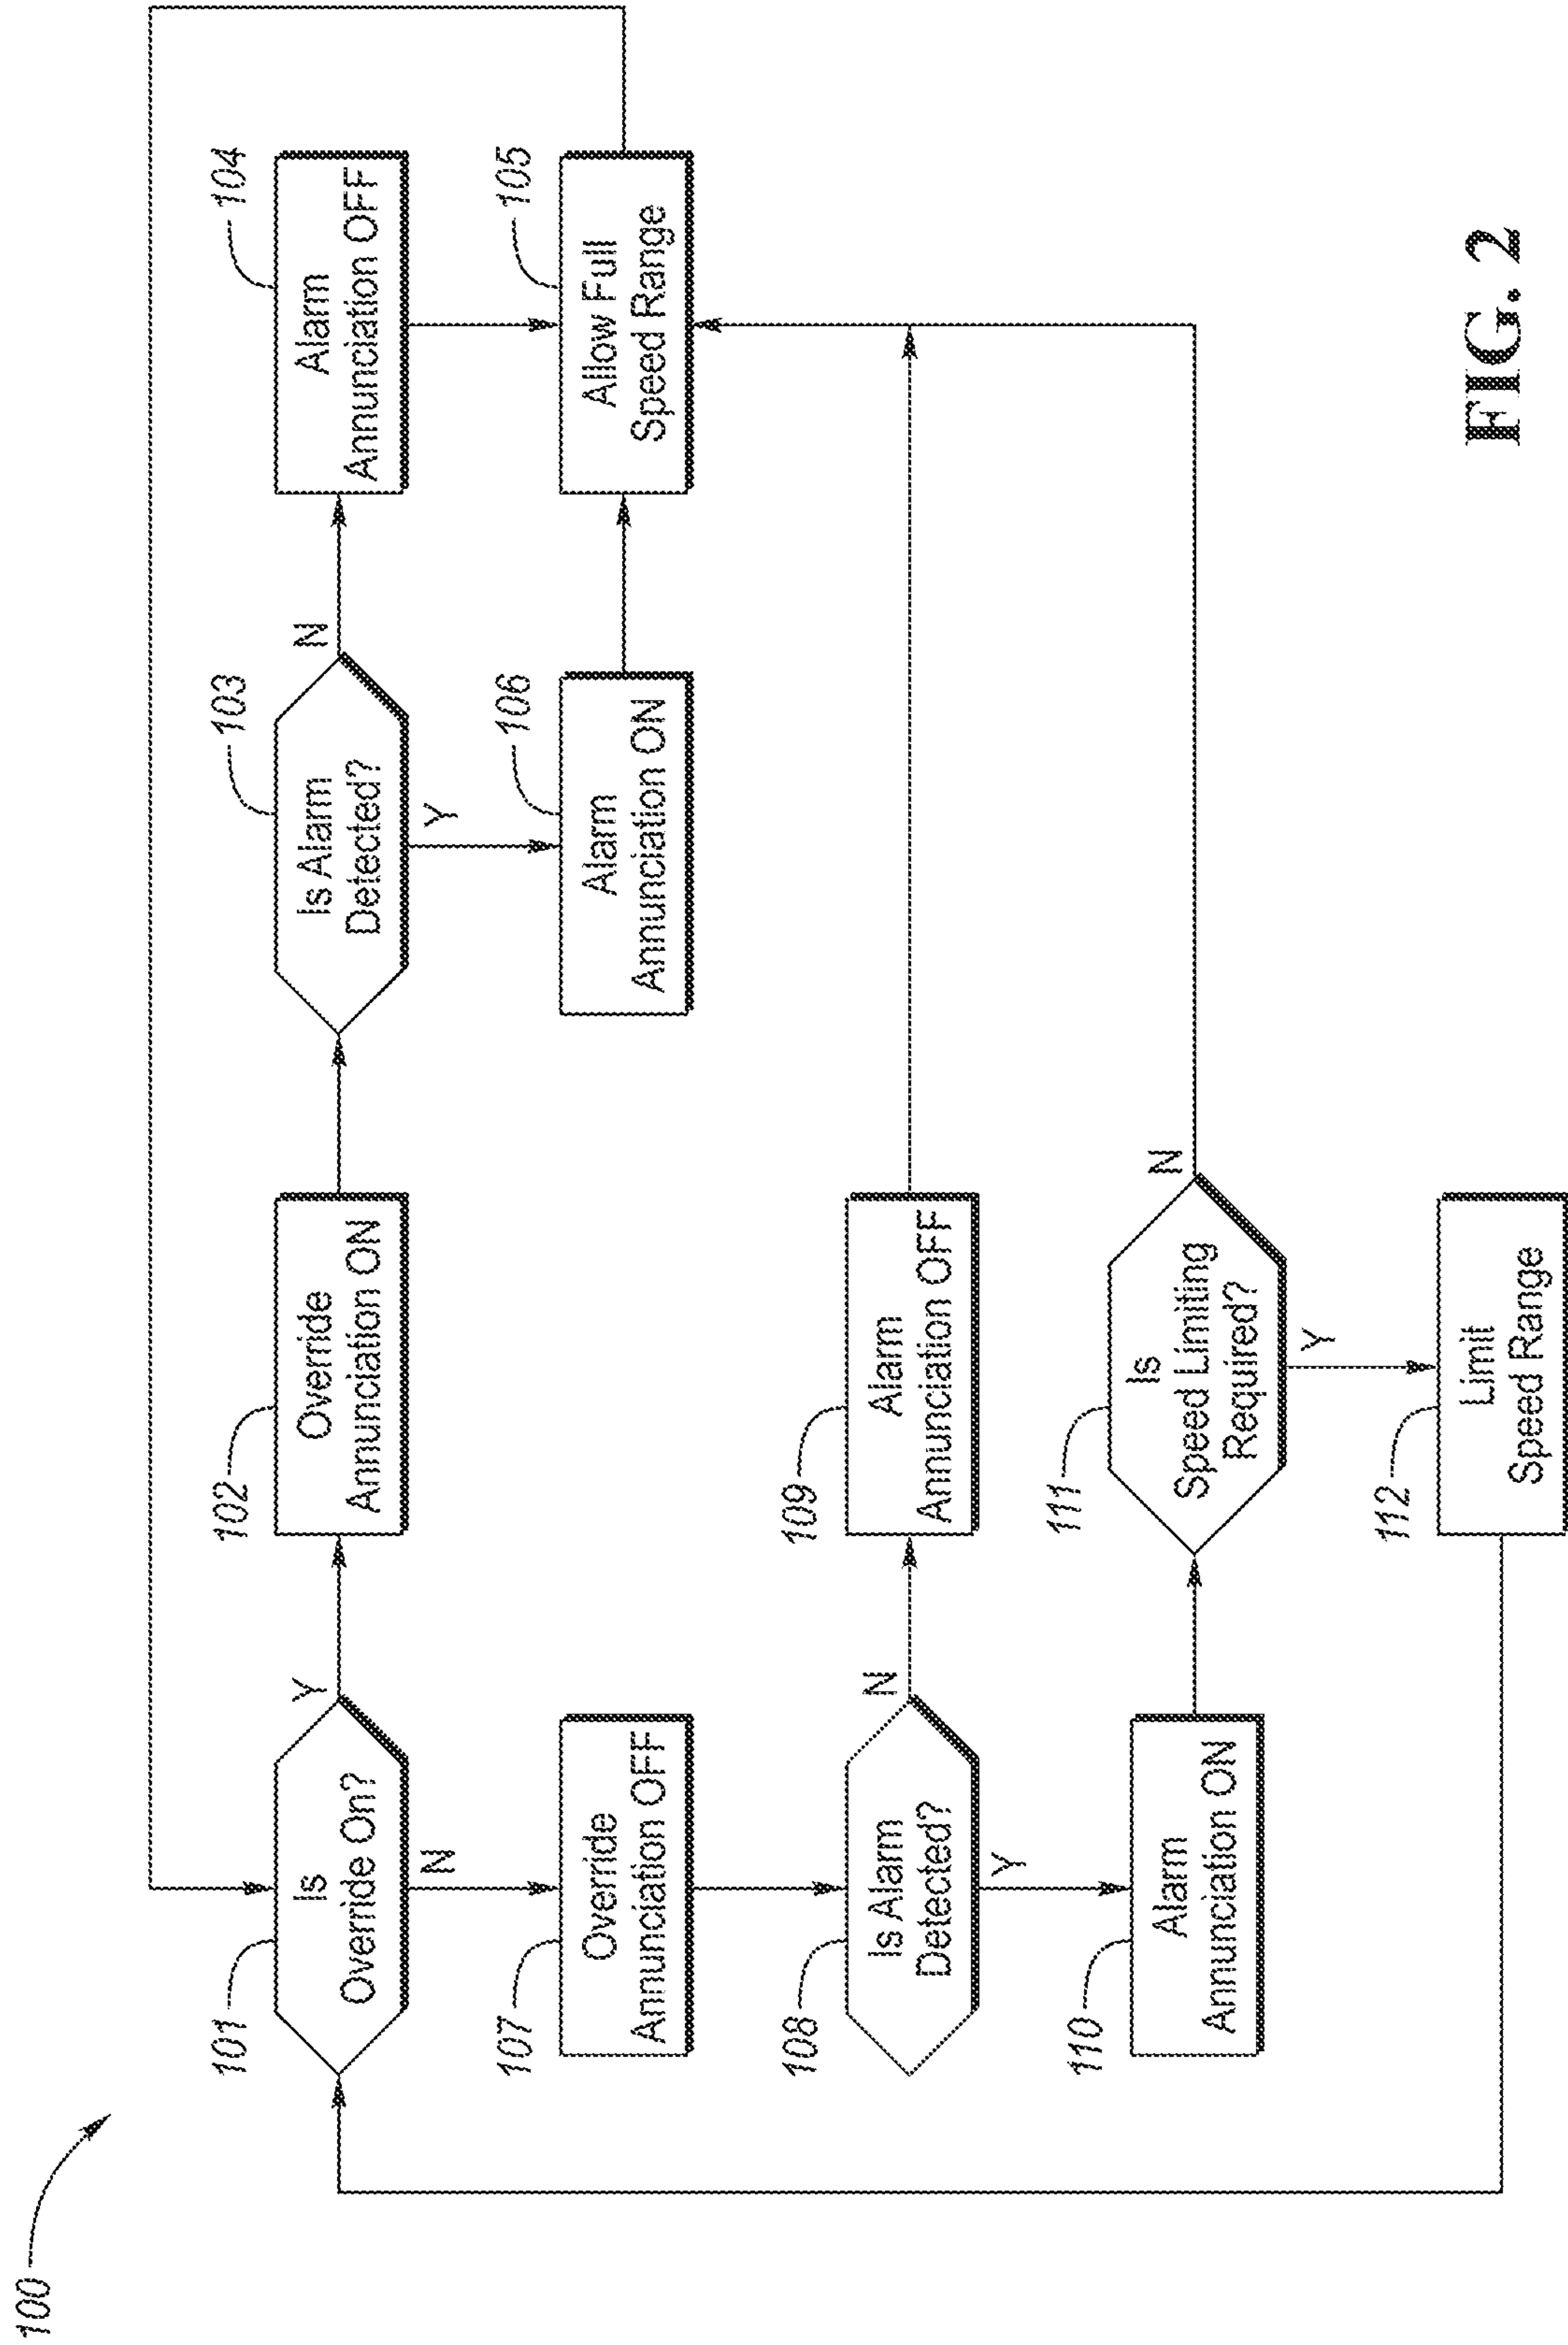 100
101
Is
Override On?
Y
N
102
Override
Annunciation ON
103
Is Alarm
Detected?
N
Y
104
Alarm
Annunciation OFF
107
Override
Annunciation OFF
106
Alarm
Annunciation ON
105
Allow Full
Speed Range
108
Is Alarm
Detected?
N
Y
109
Alarm
Annunciation OFF
110
Alarm
Annunciation ON
111
Is
Speed Limiting
Required?
N
Y
112
Limit
Speed Range
FIG. 2